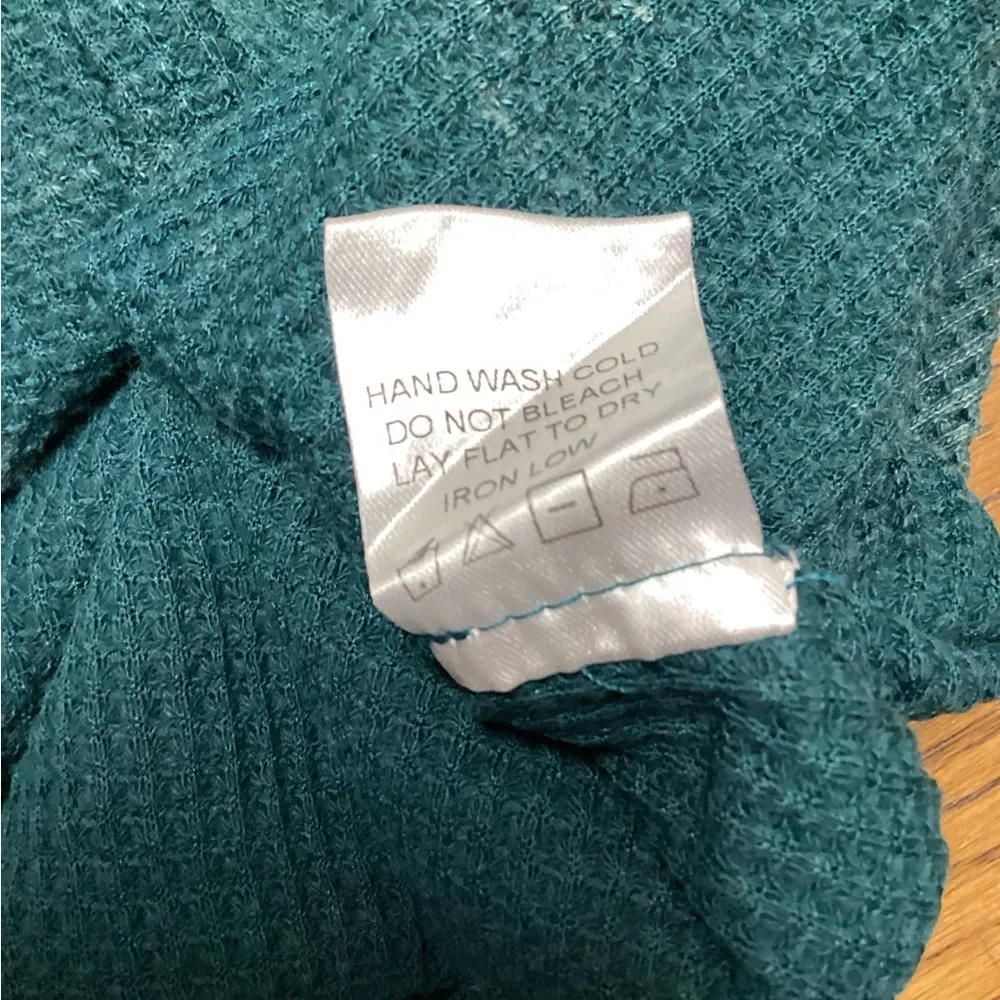 HAND WASH COLD
DO NOT BLEACH
LAY FLAT TO DRY
IRON LOW